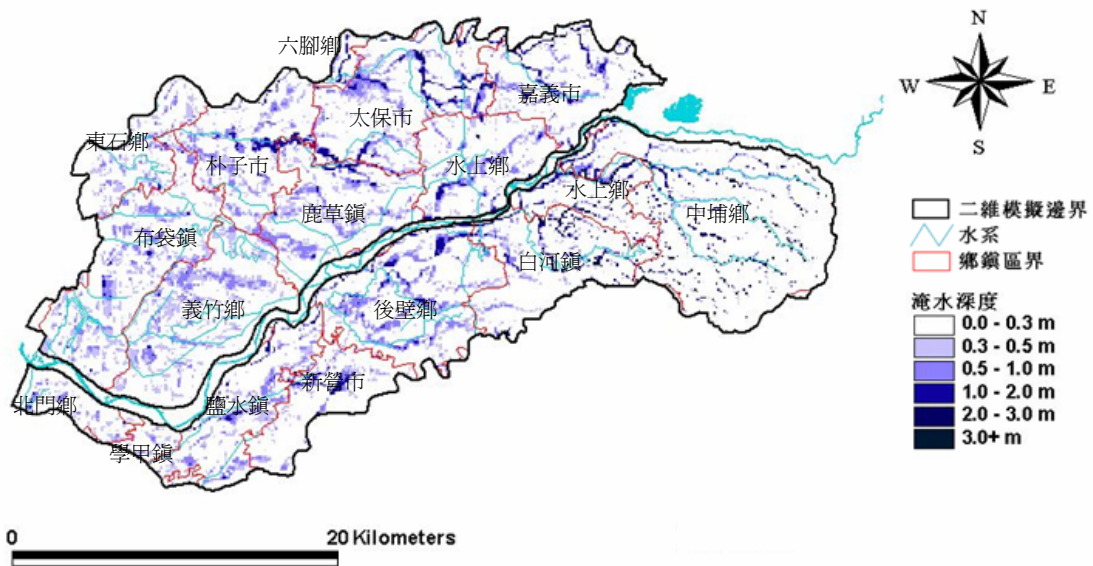 N
W
E
S
六腳鄉
嘉義市
太保市
東石鄉
朴子市
水上鄉
水上鄉
鹿草鎮
中埔鄉
布袋鎮
白河鎮
義竹鄉
後壁鄉
新營市
北門鄉
鹽水鎮
學甲鎮
二維模擬邊界
水系
鄉鎮區界
淹水深度
0.0 - 0.3 m
0.3 - 0.5 m
0.5 - 1.0 m
1.0 - 2.0 m
2.0 - 3.0 m
3.0+ m
0
20 Kilometers